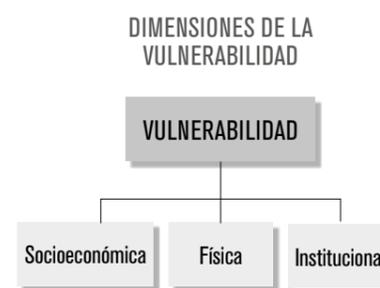 DIMENSIONES DE LA
VULNERABILIDAD
VULNERABILIDAD
Socioeconómica Física Instituciona